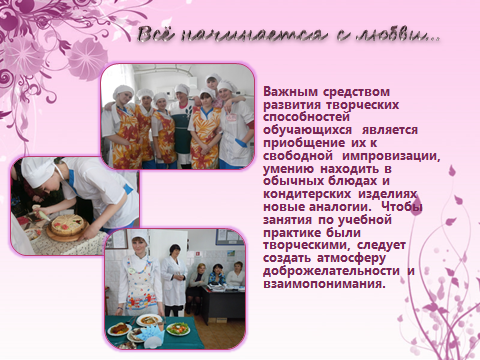 Всё начинается с любви...
Важным средством
развития творческих
способностей
обучающихся является
приобщение их к
свободной импровизации,
умению находить в
обычных блюдах и
кондитерских изделиях
новые аналогии. Чтобы
занятия по учебной
практике были
творческими, следует
создать атмосферу
доброжелательности и
взаимопонимания.